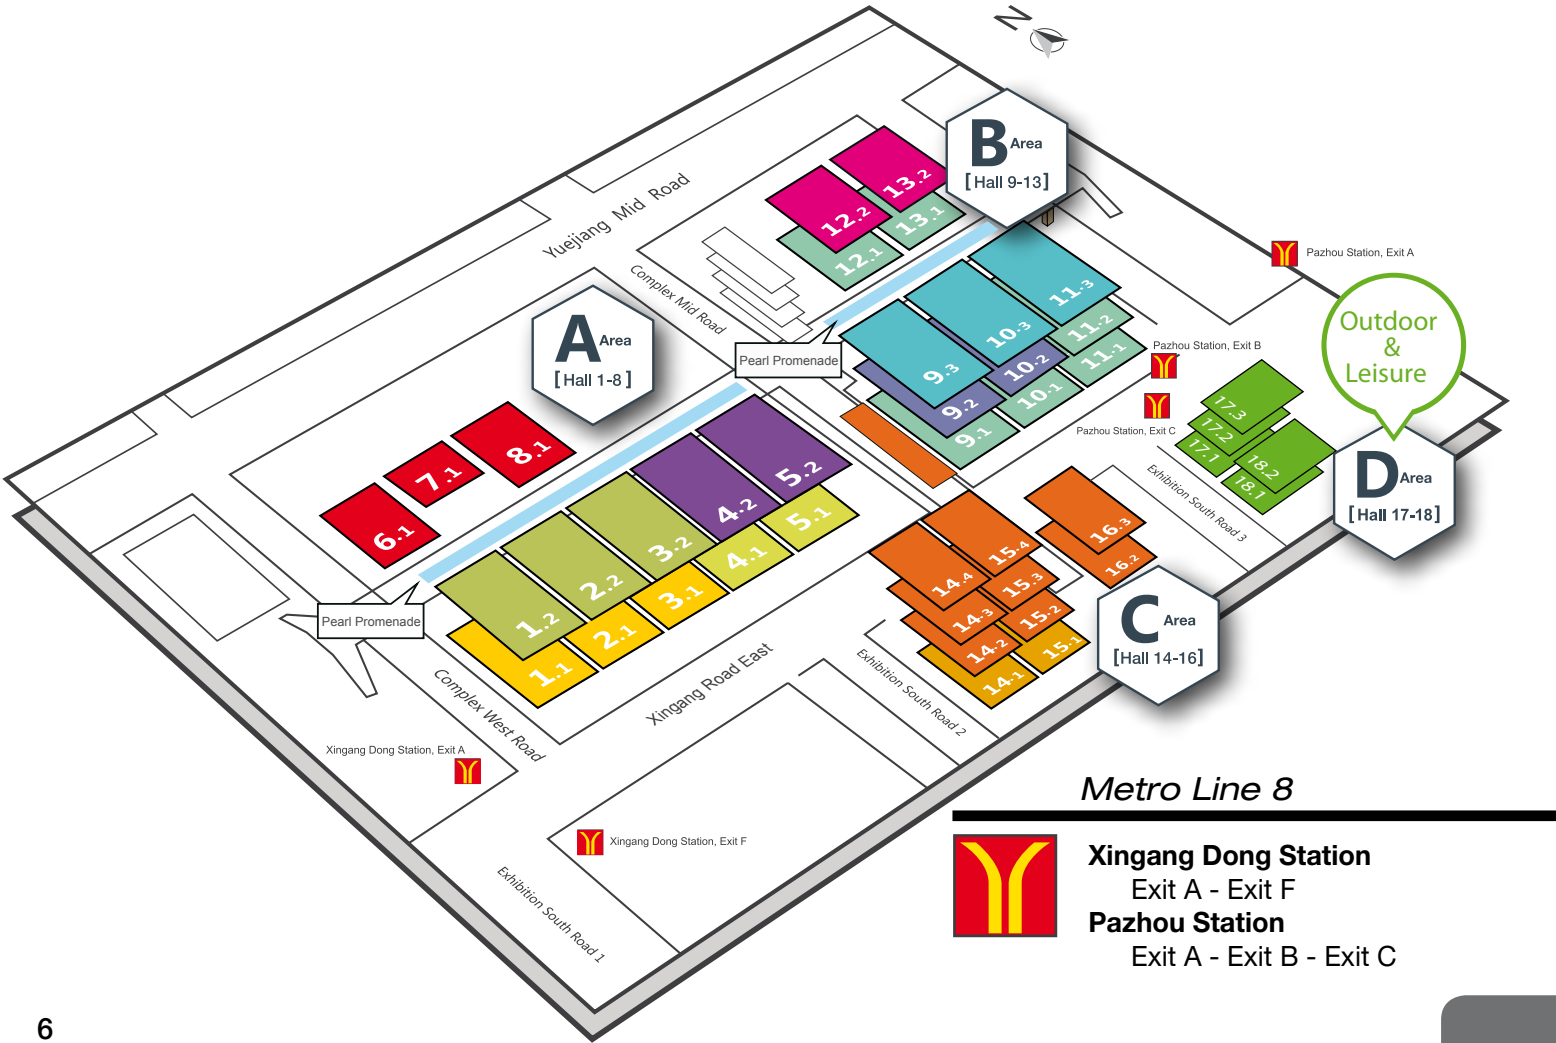 N
B Area
[Hall 9-13]
13.2
12.2
13.1
12.1
Yuejiang Mid Road
Complex Mid Road
Pazhou Station, Exit A
11.3
10.3
9.3
11.2
10.2
9.2
11.1
10.1
9.1
Outdoor
&
Leisure
A Area
[Hall 1-8]
Pearl Promenade
Pazhou Station, Exit B
Pazhou Station, Exit C
17.3
17.2
17.1
18.2
18.1
D Area
[Hall 17-18]
Exhibition South Road 3
8.1
7.1
6.1
5.2
4.2
3.2
2.2
1.2
5.1
4.1
3.1
2.1
1.1
16.3
16.2
15.4
14.4
15.3
14.3
15.2
14.2
15.1
14.1
C Area
[Hall 14-16]
Pearl Promenade
Xingang Road East
Exhibition South Road 2
Complex West Road
Xingang Dong Station, Exit A
Xingang Dong Station, Exit F
Exhibition South Road 1
Metro Line 8
Xingang Dong Station
Exit A - Exit F
Pazhou Station
Exit A - Exit B - Exit C
6